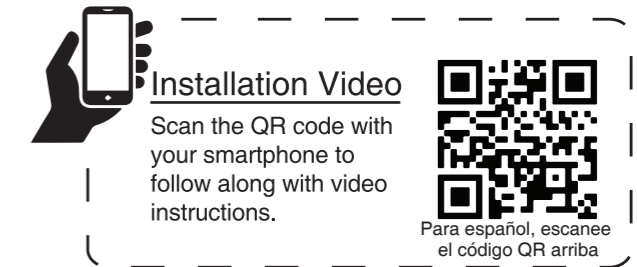 Installation Video
Scan the QR code with
your smartphone to
follow along with video
instructions.
Para español, escanee
el código QR arriba